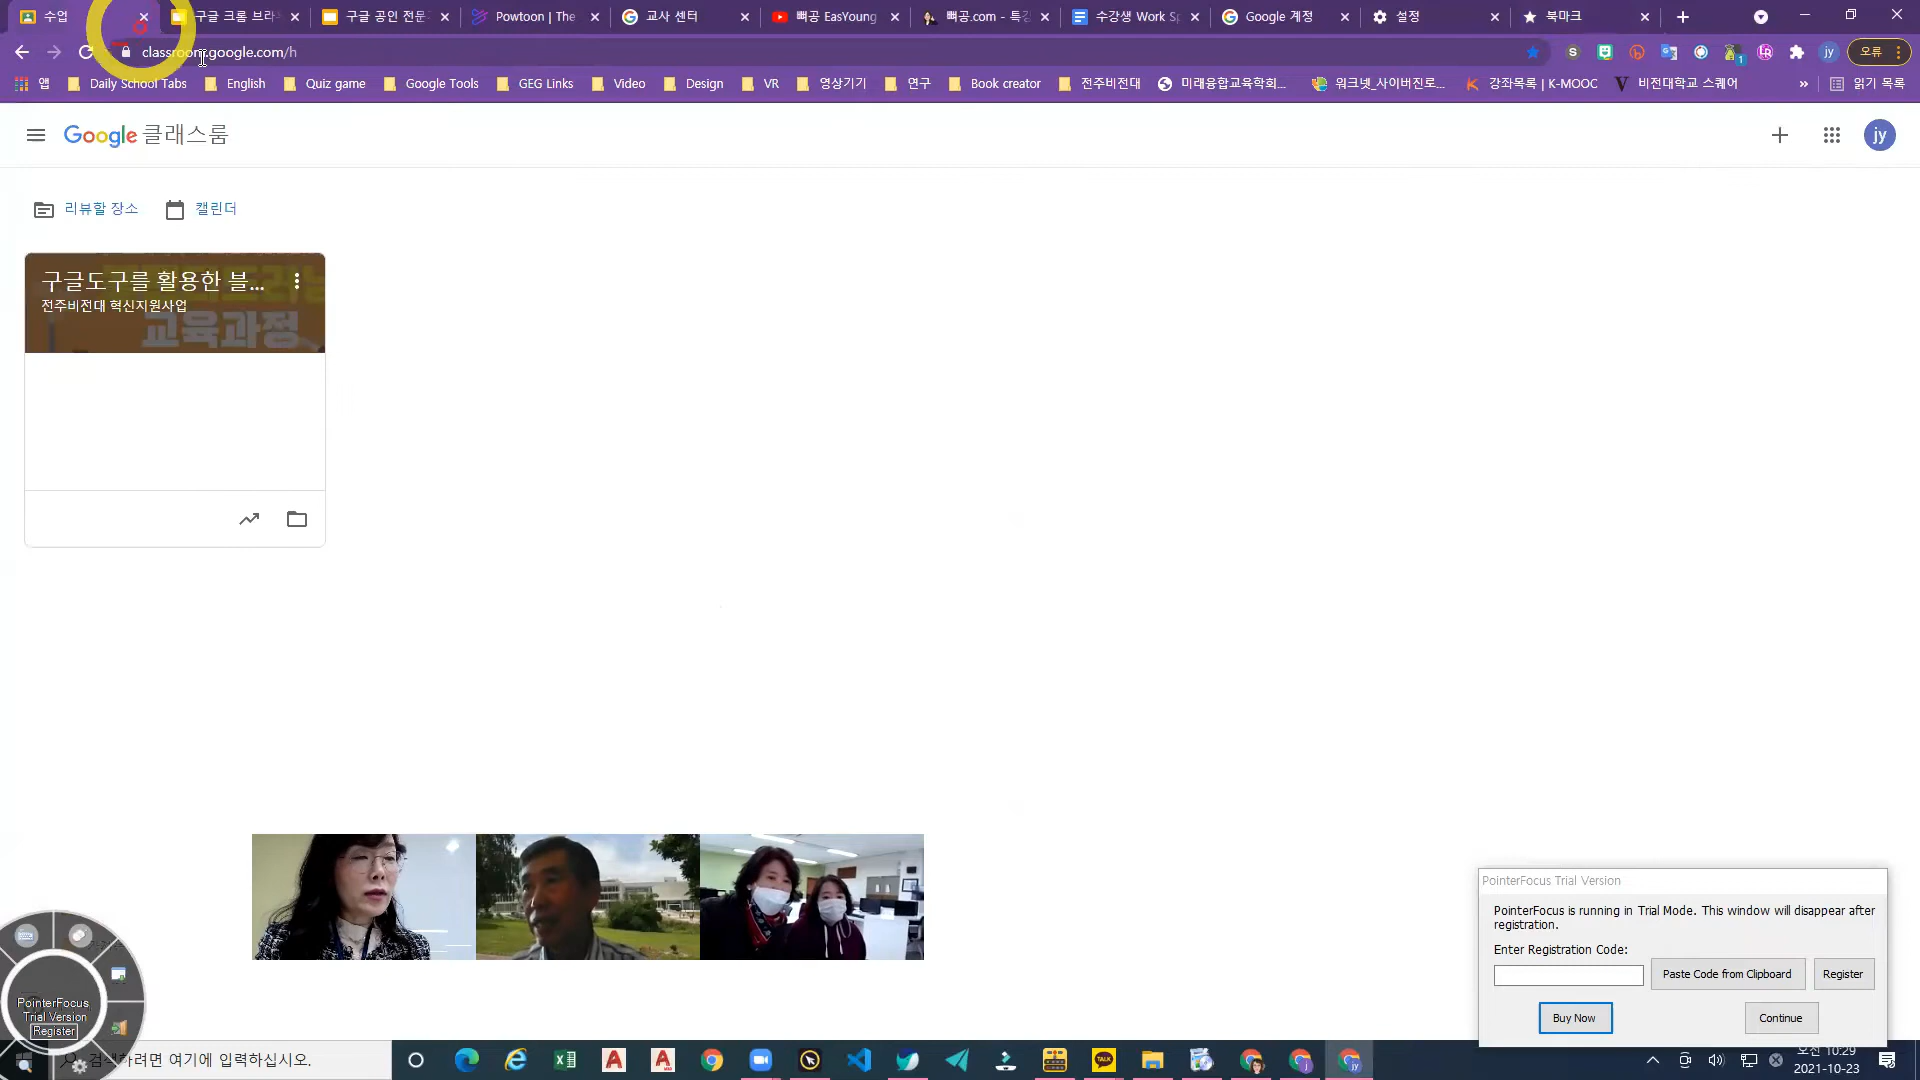 수업
구글 크롬 브라우
구글 공인 전문
Powtoon | The
교사 센터
뼈공 EasYoung
뼈공.com - 특강
수강생 Work Sp
Google 계정
설정
북마크
classroom.google.com/h
jy
오류
앱
Daily School Tabs
English
Quiz game
Google Tools
GEG Links
Video
Design
VR
영상기기
연구
Book creator
전주비전대
미래융합교육학회...
워크넷_사이버진로...
강좌목록 | K-MOOC
비전대학교 스퀘어
»
읽기 목록
Google 클래스룸
jy
리뷰할 장소
캘린더
구글도구를 활용한 블...
전주비전대 혁신지원사업
교육과정
PointerFocus Trial Version
PointerFocus is running in Trial Mode. This window will disappear after
registration.
Enter Registration Code:
Paste Code from Clipboard
Register
Buy Now
Continue
PointerFocus
Trial Version
Register
검색하려면 여기에 입력하십시오.
오전 10:29
2021-10-23